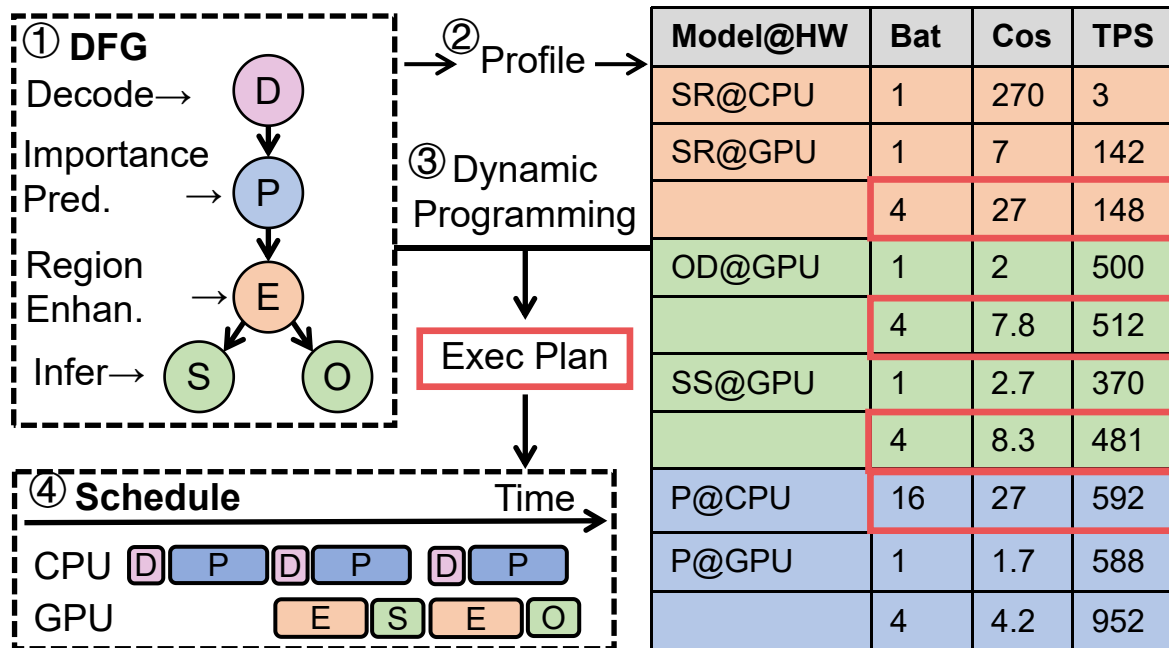 ① DFG
Decode→
D
Importance
Pred. →
P
Region
Enhan. →
E
Infer→
S
O
② Profile
③ Dynamic
Programming
Exec Plan
④ Schedule
Time
CPU D P D P D P
GPU E S E O
Model@HW Bat Cos TPS
SR@CPU 1 270 3
SR@GPU 1 7 142
4 27 148
OD@GPU 1 2 500
4 7.8 512
SS@GPU 1 2.7 370
4 8.3 481
P@CPU 16 27 592
P@GPU 1 1.7 588
4 4.2 952